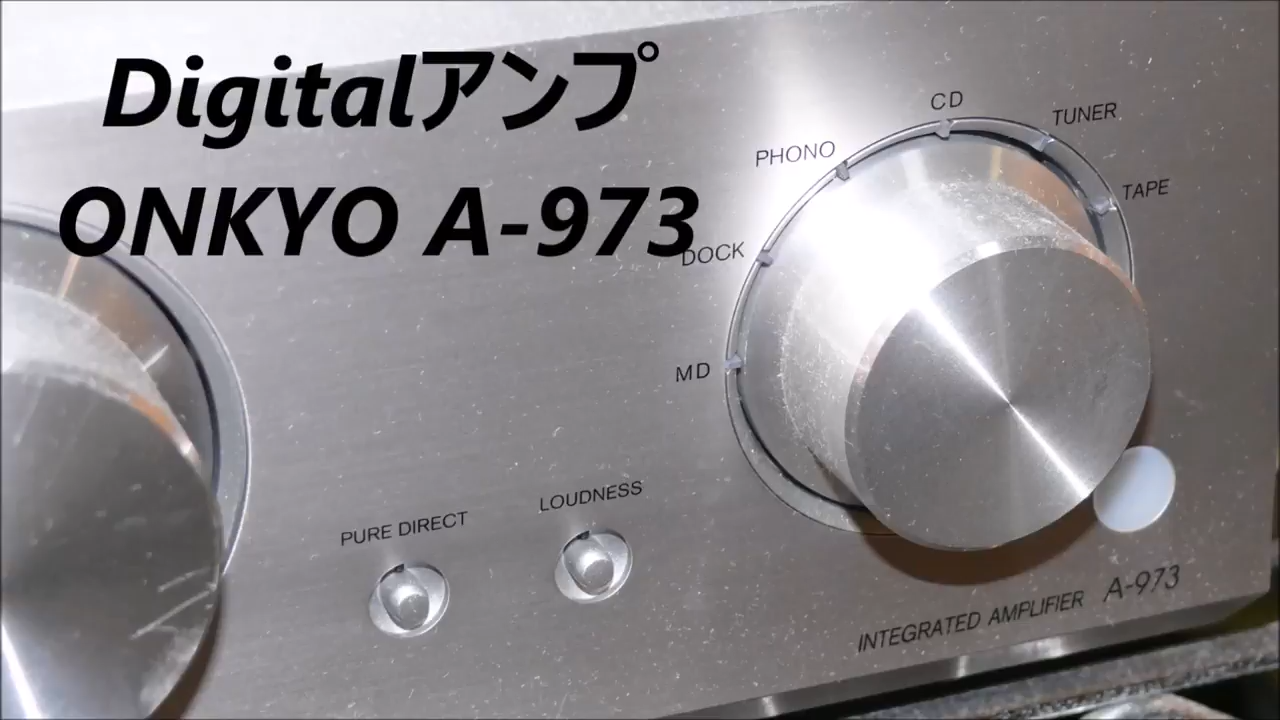 Digitalアンプ
ONKYO A-973
CD
TUNER
PHONO
TAPE
DOCK
MD
LOUDNESS
PURE DIRECT
INTEGRATED AMPLIFIER A-973